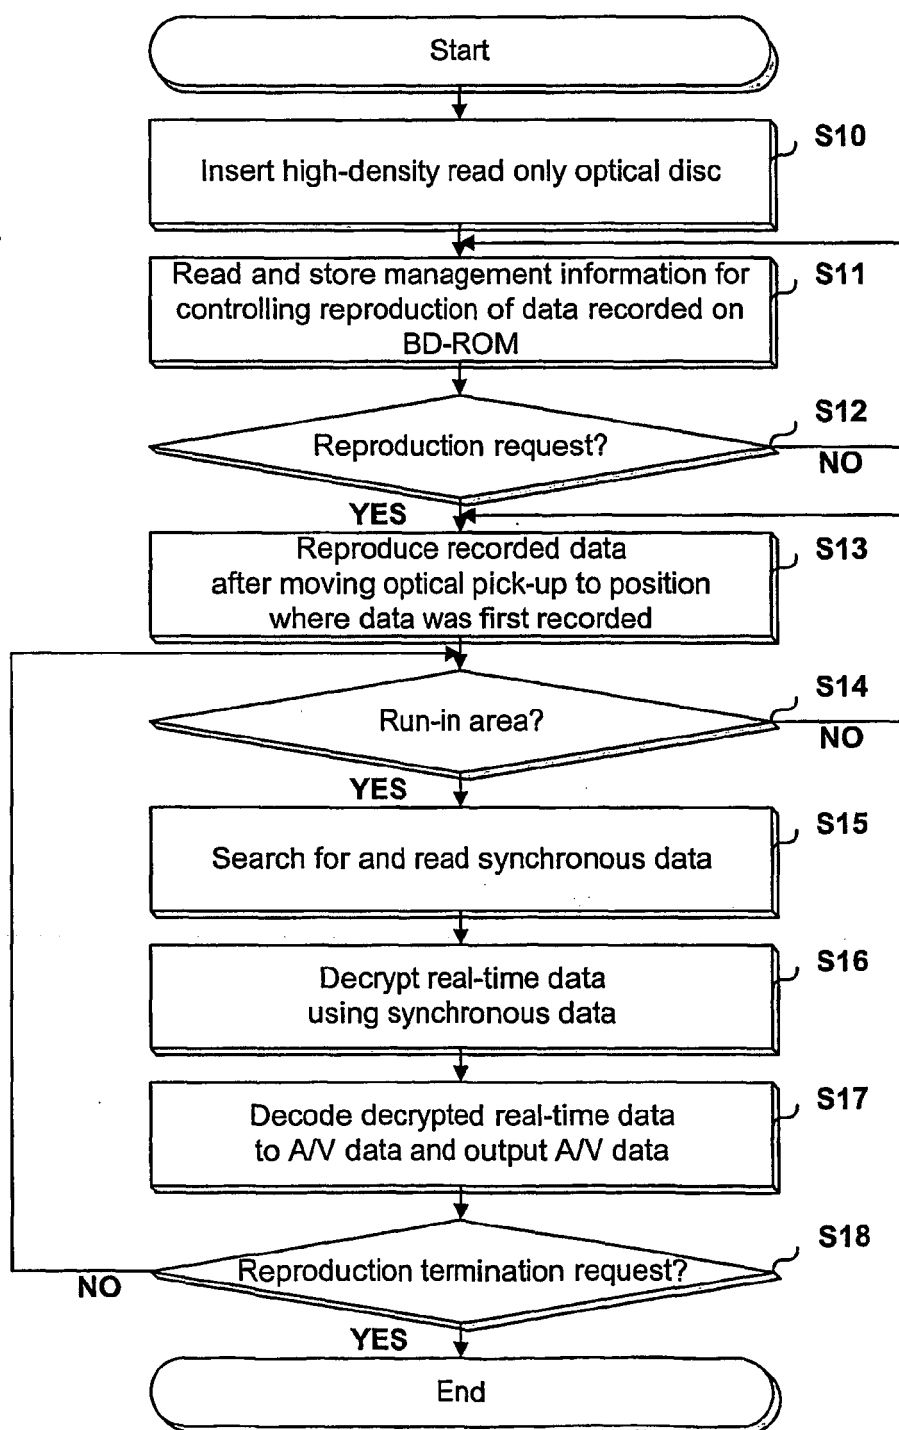 Start
S10
Insert high-density read only optical disc
S11
Read and store management information for
controlling reproduction of data recorded on
BD-ROM
S12
Reproduction request?
NO
YES
S13
Reproduce recorded data
after moving optical pick-up to position
where data was first recorded
S14
Run-in area?
NO
YES
S15
Search for and read synchronous data
S16
Decrypt real-time data
using synchronous data
S17
Decode decrypted real-time data
to A/V data and output A/V data
S18
Reproduction termination request?
NO
YES
End